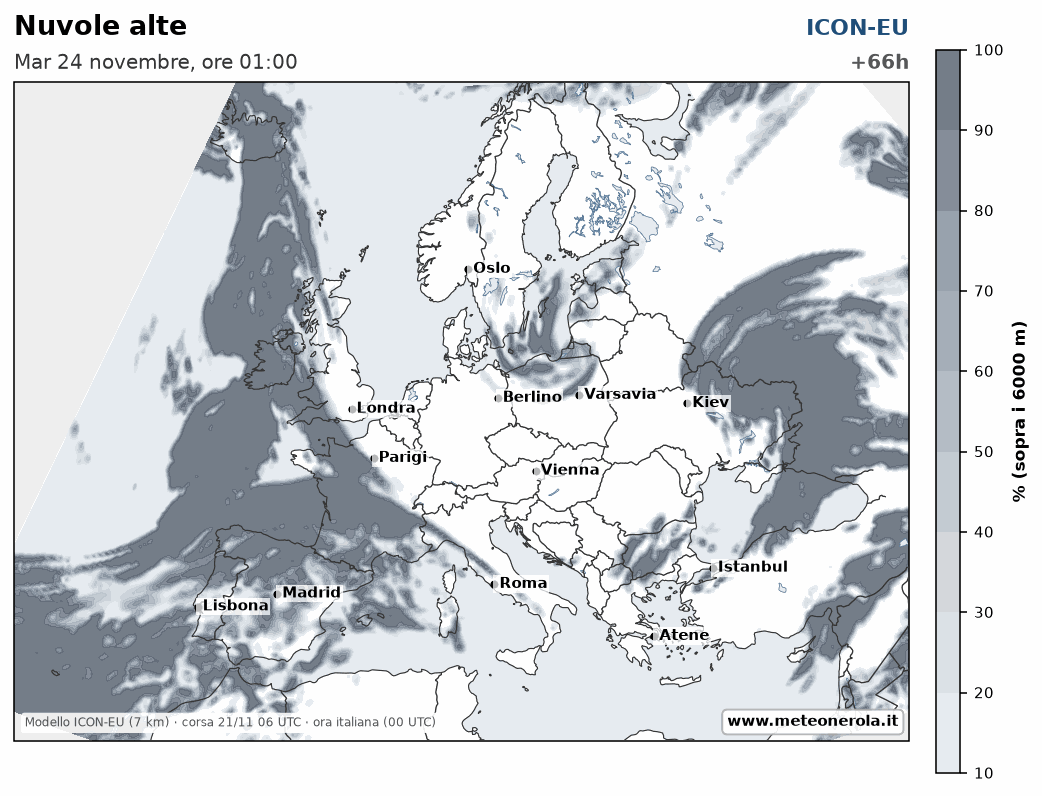 Nuvole alte
ICON-EU
Mar 24 novembre, ore 01:00
+66h
100
90
80
70
60
50
40
30
20
10
% (sopra i 6000 m)
Oslo
Londra
Berlino
Varsavia
Kiev
Parigi
Vienna
Istanbul
Roma
Madrid
Lisbona
Atene
Modello ICON-EU (7 km) · corsa 21/11 06 UTC · ora italiana (00 UTC)
www.meteonerola.it